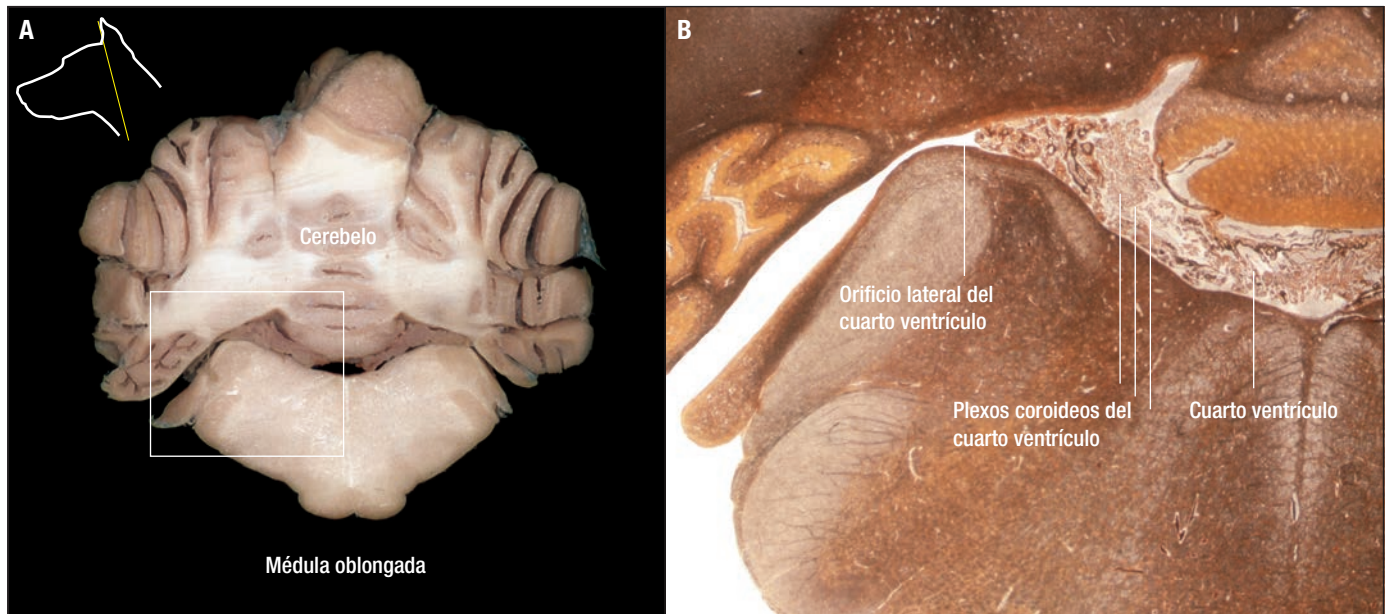 A
Cerebelo
Médula oblongada
B
Orificio lateral del
cuarto ventrículo
Plexos coroideos del
cuarto ventrículo
Cuarto ventrículo